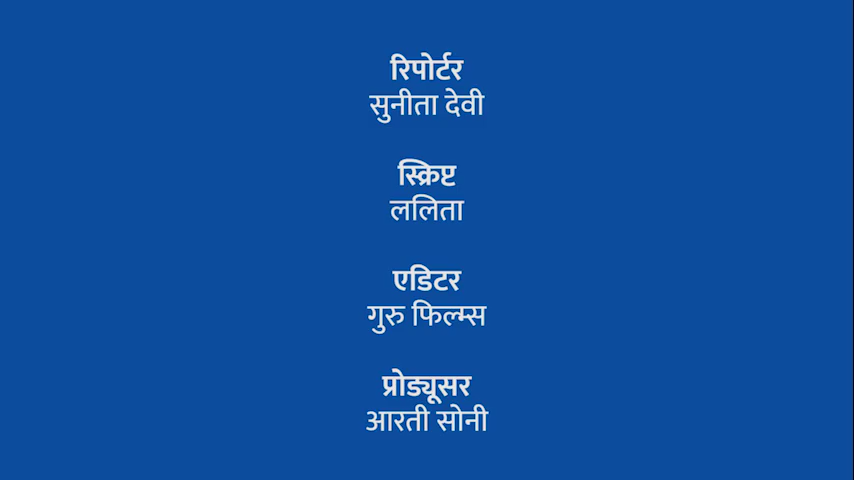 रिपोर्टर
सुनीता देवी
स्क्रिप्ट
ललिता
एडिटर
गुरु फिल्म्स
प्रोड्यूसर
आरती सोनी